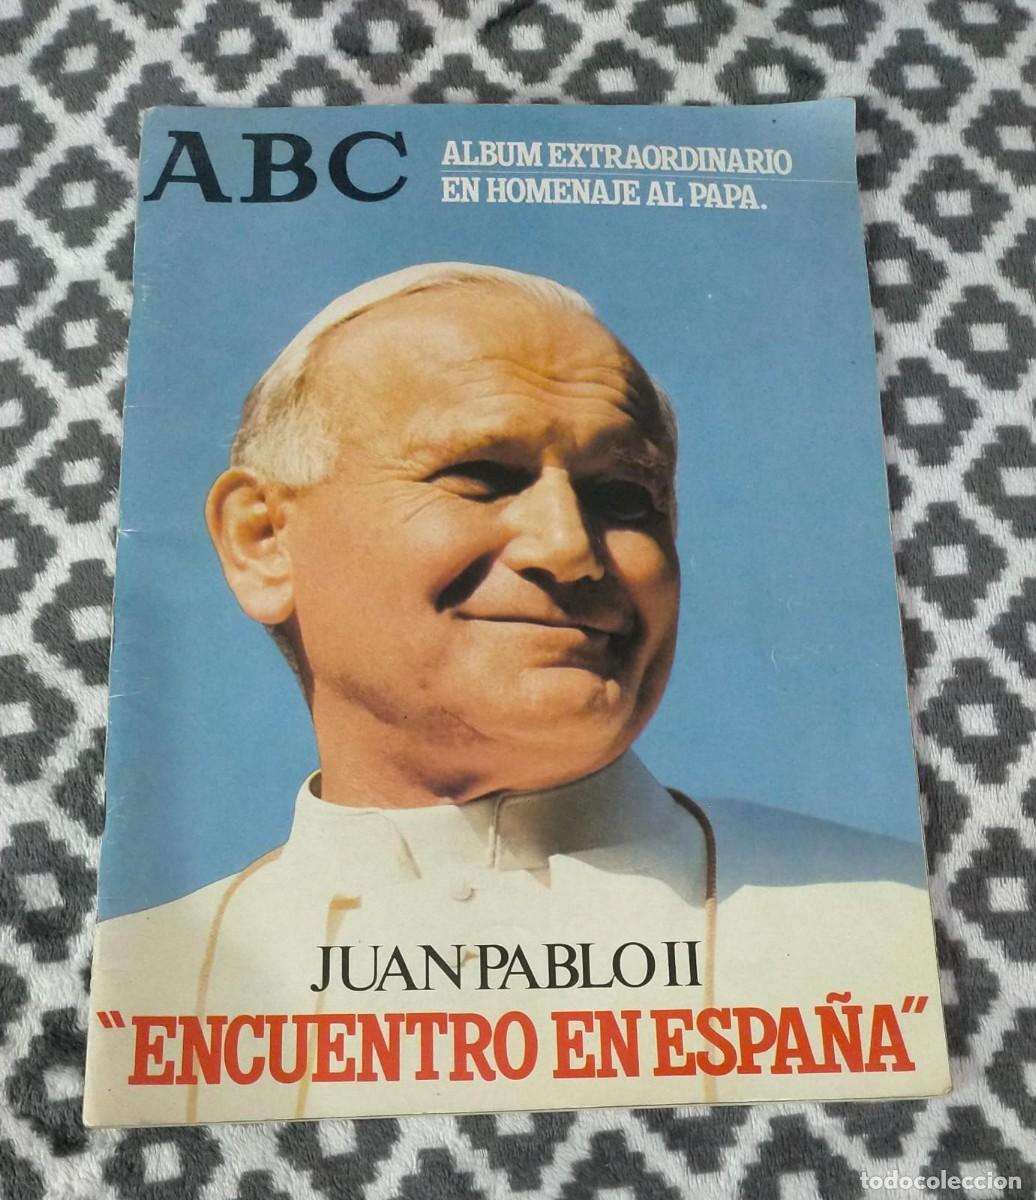 ABC
ALBUM EXTRAORDINARIO
EN HOMENAJE AL PAPA.
JUAN PABLO II
"ENCUENTRO EN ESPAÑA"
todocoleccion